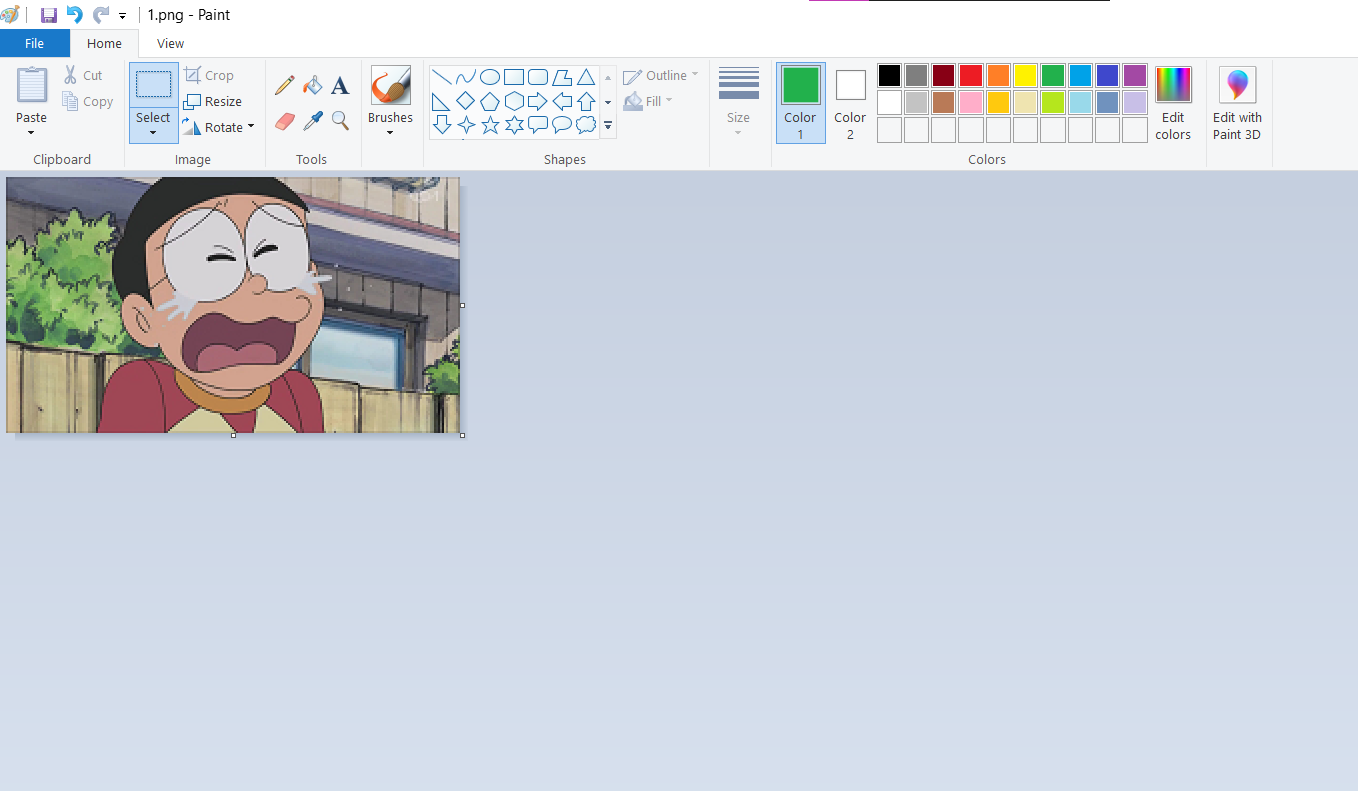 1.png - Paint
File Home View
Cut Crop Outline
Copy Resize Fill
Paste Select Rotate Brushes Size Color 1 Color 2 Edit colors Edit with Paint 3D
Clipboard Image Tools Shapes Colors